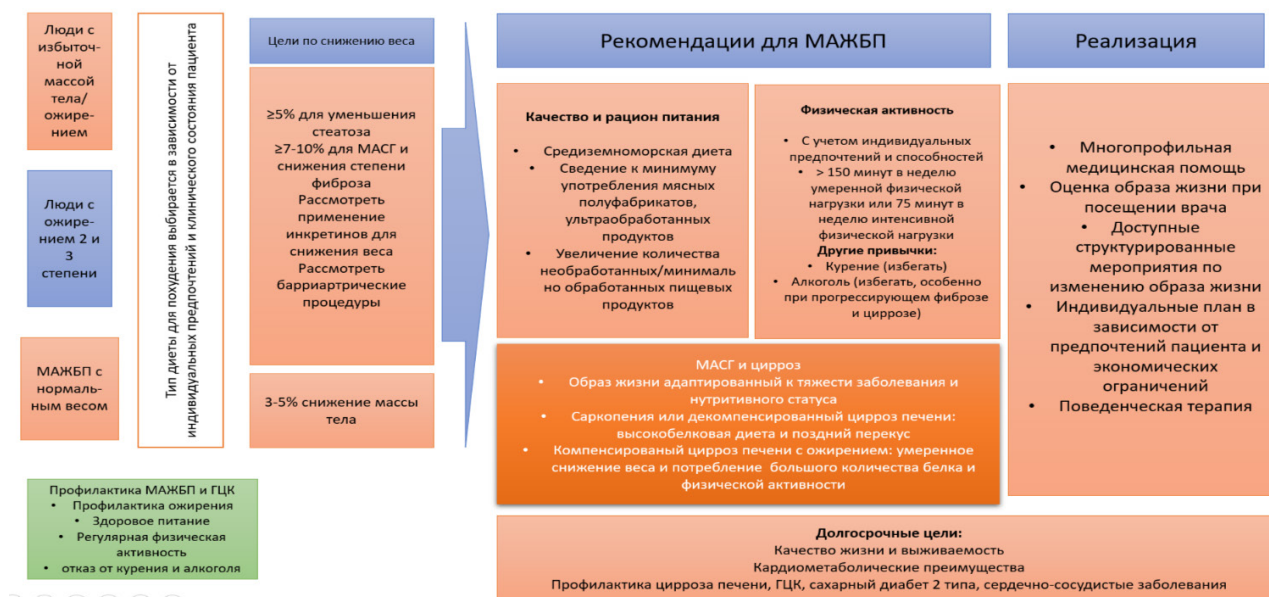 Люди с
избыточ-
ной
массой
тела/
ожире-
нием
Люди с
ожире-
нием 2 и
3
степени
МАЖБП с
нормаль-
ным весом
Тип диеты для похудения выбирается в зависимости от
индивидуальных предпочтений и клинического состояния пациента
Цели по снижению веса
≥5% для уменьшения
стеатоза
≥7-10% для МАСГ и
снижения степени
фиброза
Рассмотреть
применение
инкретинов для
снижения веса
Рассмотреть
барриартрические
процедуры
3-5% снижение массы
тела
Рекомендации для МАЖБП
Качество и рацион питания
• Средиземноморская диета
• Сведение к минимуму
употребления мясных
полуфабрикатов,
ультраобработанных
продуктов
• Увеличение количества
необработанных/минималь
но обработанных пищевых
продуктов
Физическая активность
• С учетом индивидуальных
предпочтений и способностей
• > 150 минут в неделю
умеренной физической
нагрузки или 75 минут в
неделю интенсивной
физической нагрузки
Другие привычки:
• Курение (избегать)
• Алкоголь (избегать, особенно
при прогрессирующем фиброзе
и циррозе)
МАСГ и цирроз
• Образ жизни адаптированный к тяжести заболевания и
нутритивного статуса
• Саркопения или декомпенсированный цирроз печени:
высокобелковая диета и поздний перекус
• Компенсированый цирроз печени с ожирением: умеренное
снижение веса и потребление большого количества белка и
физической активности
Реализация
• Многопрофильная
медицинская помощь
• Оценка образа жизни при
посещении врача
• Доступные
структурированные
мероприятия по
изменению образа жизни
• Индивидуальные план в
зависимости от
предпочтений пациента и
экономических
ограничений
• Поведенческая терапия
Профилактика МАЖБП и ГЦК
• Профилактика ожирения
• Здоровое питание
• Регулярная физическая
активность
• отказ от курения и алкоголя
Долгосрочные цели:
Качество жизни и выживаемость
Кардиометаболические преимущества
Профилактика цирроза печени, ГЦК, сахарный диабет 2 типа, сердечно-сосудистые заболевания